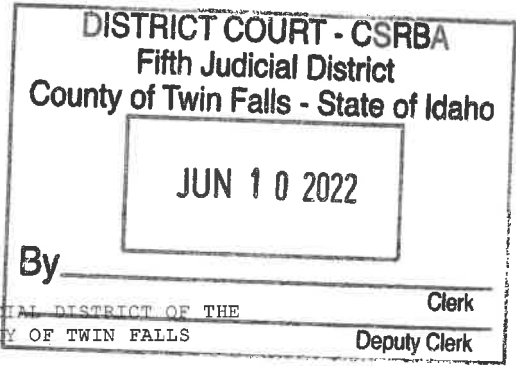 DISTRICT COURT - CSRBA
Fifth Judicial District
County of Twin Falls - State of Idaho
JUN 10 2022
By
Clerk
DISTRICT OF THE
OF TWIN FALLS
Deputy Clerk